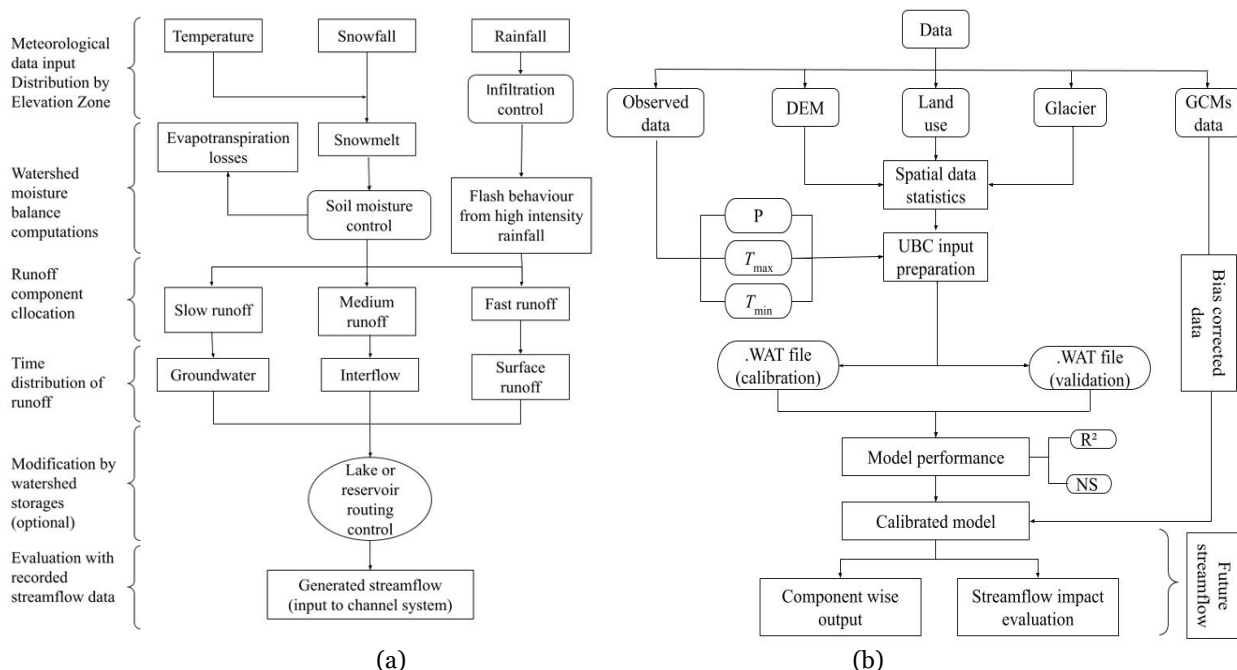 Meteorological
data input
Distribution by
Elevation Zone
Temperature
Snowfall
Rainfall
Infiltration
control
Watershed
moisture
balance
computations
Evapotranspiration
losses
Snowmelt
Soil moisture
control
Flash behaviour
from high intensity
rainfall
Runoff
component
cllocation
Slow runoff
Medium
runoff
Fast runoff
Time
distribution of
runoff
Groundwater
Interflow
Surface
runoff
Modification by
watershed
storages
(optional)
Lake or
reservoir
routing
control
Evaluation with
recorded
streamflow data
Generated streamflow
(input to channel system)
(a)
Data
Observed
data
DEM
Land
use
Glacier
GCMs
data
Spatial data
statistics
P
Tmax
Tmin
UBC input
preparation
Bias corrected
data
.WAT file
(calibration)
.WAT file
(validation)
Model performance
R²
NS
Calibrated model
Component wise
output
Streamflow impact
evaluation
Future
streamflow
(b)